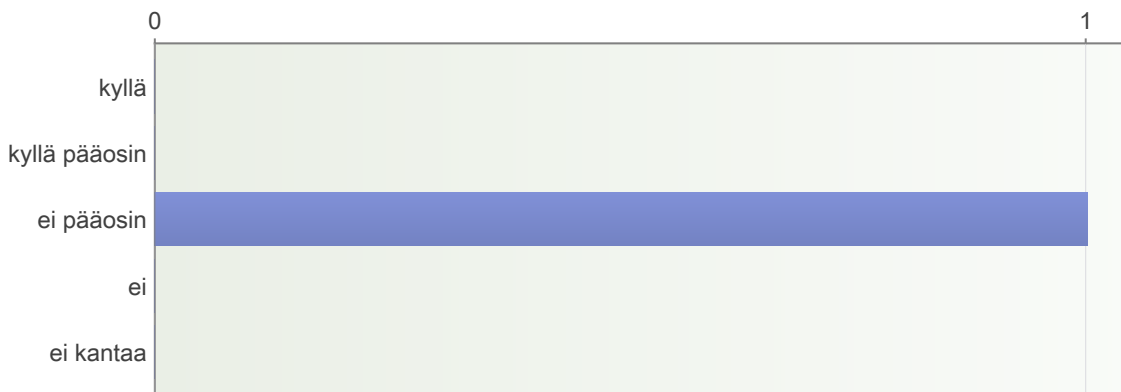 0 1
kyllä
kyllä pääosin
ei pääosin
ei
ei kantaa